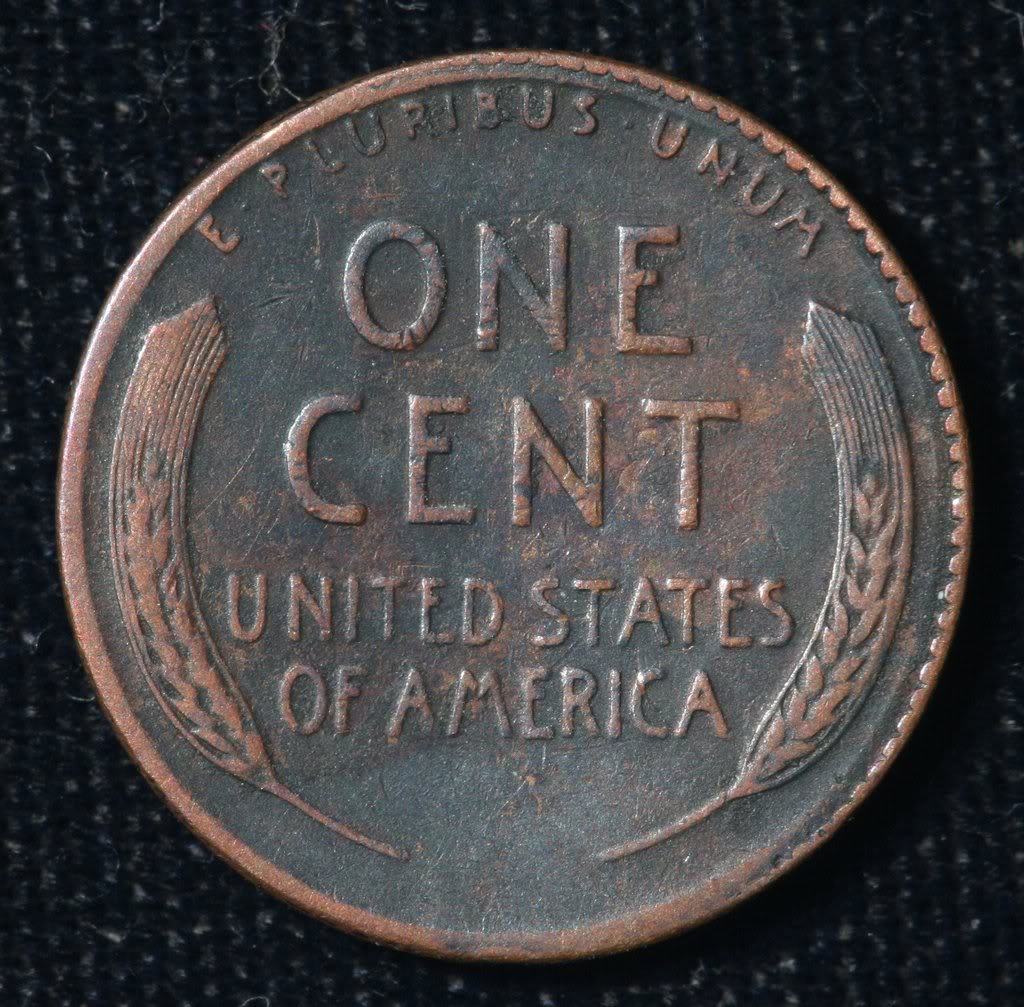 E · PLURIBUS · UNUM
ONE
CENT
UNITED STATES
OF AMERICA